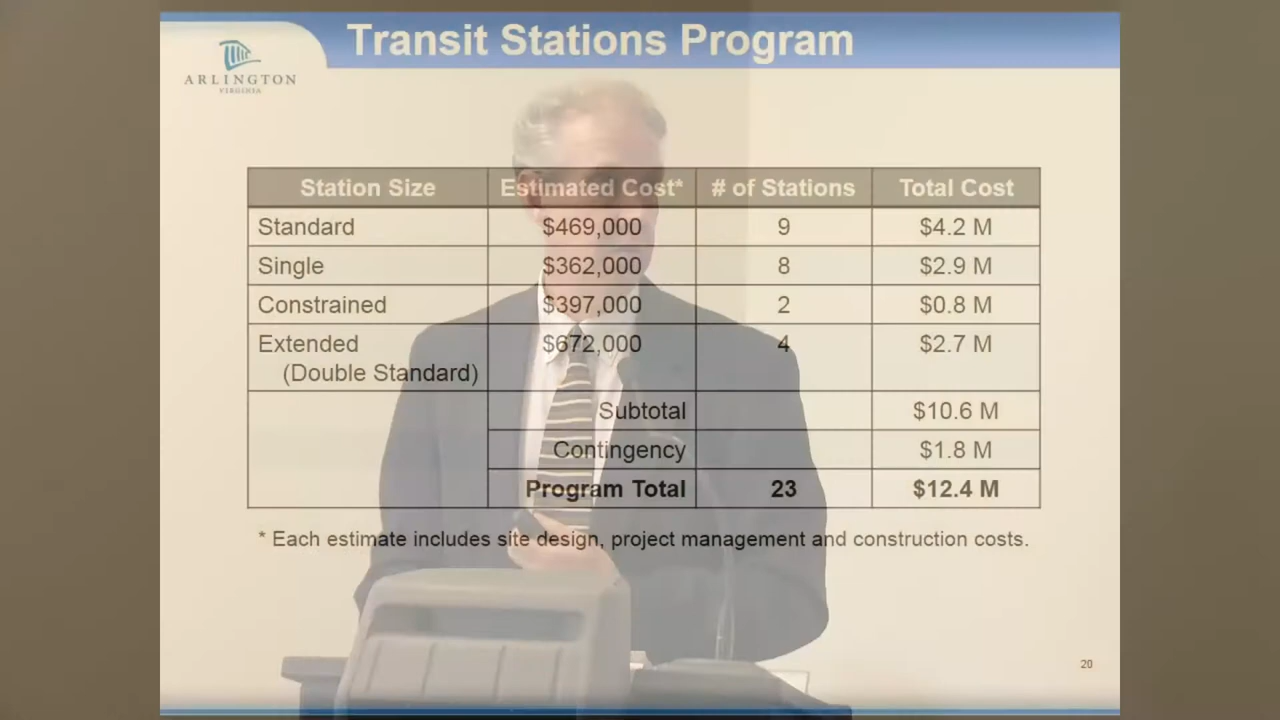 Transit Stations Program
ARLINGTON
VIRGINIA
Station Size Estimated Cost* # of Stations Total Cost
Standard $469,000 9 $4.2 M
Single $362,000 8 $2.9 M
Constrained $397,000 2 $0.8 M
Extended $672,000 4 $2.7 M
(Double Standard)
Subtotal $10.6 M
Contingency $1.8 M
Program Total 23 $12.4 M
* Each estimate includes site design, project management and construction costs.
20